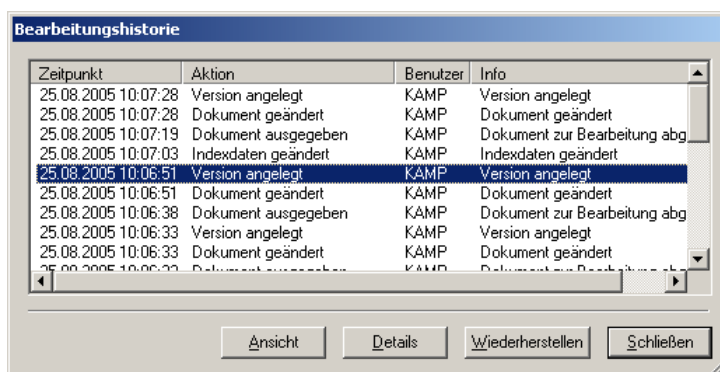 Bearbeitungshistorie
Zeitpunkt Aktion Benutzer Info
25.08.2005 10:07:28 Version angelegt KAMP Version angelegt
25.08.2005 10:07:28 Dokument geändert KAMP Dokument geändert
25.08.2005 10:07:19 Dokument ausgegeben KAMP Dokument zur Bearbeitung abg
25.08.2005 10:07:03 Indexdaten geändert KAMP Indexdaten geändert
25.08.2005 10:06:51 Version angelegt KAMP Version angelegt
25.08.2005 10:06:51 Dokument geändert KAMP Dokument geändert
25.08.2005 10:06:38 Dokument ausgegeben KAMP Dokument zur Bearbeitung abg
25.08.2005 10:06:33 Version angelegt KAMP Version angelegt
25.08.2005 10:06:33 Dokument geändert KAMP Dokument geändert
Ansicht Details Wiederherstellen Schließen